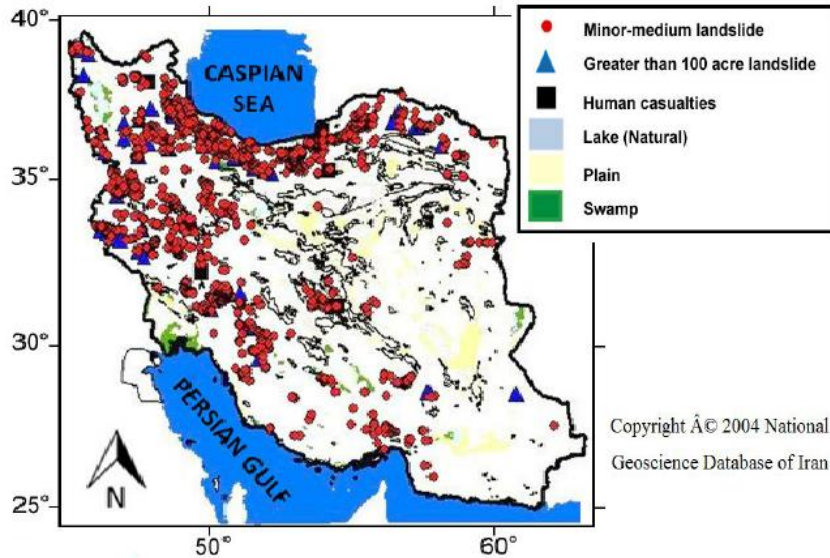 40°
35°
30°
25°
50°
60°
CASPIAN
SEA
PERSIAN GULF
N
Minor-medium landslide
Greater than 100 acre landslide
Human casualties
Lake (Natural)
Plain
Swamp
Copyright Â© 2004 National
Geoscience Database of Iran